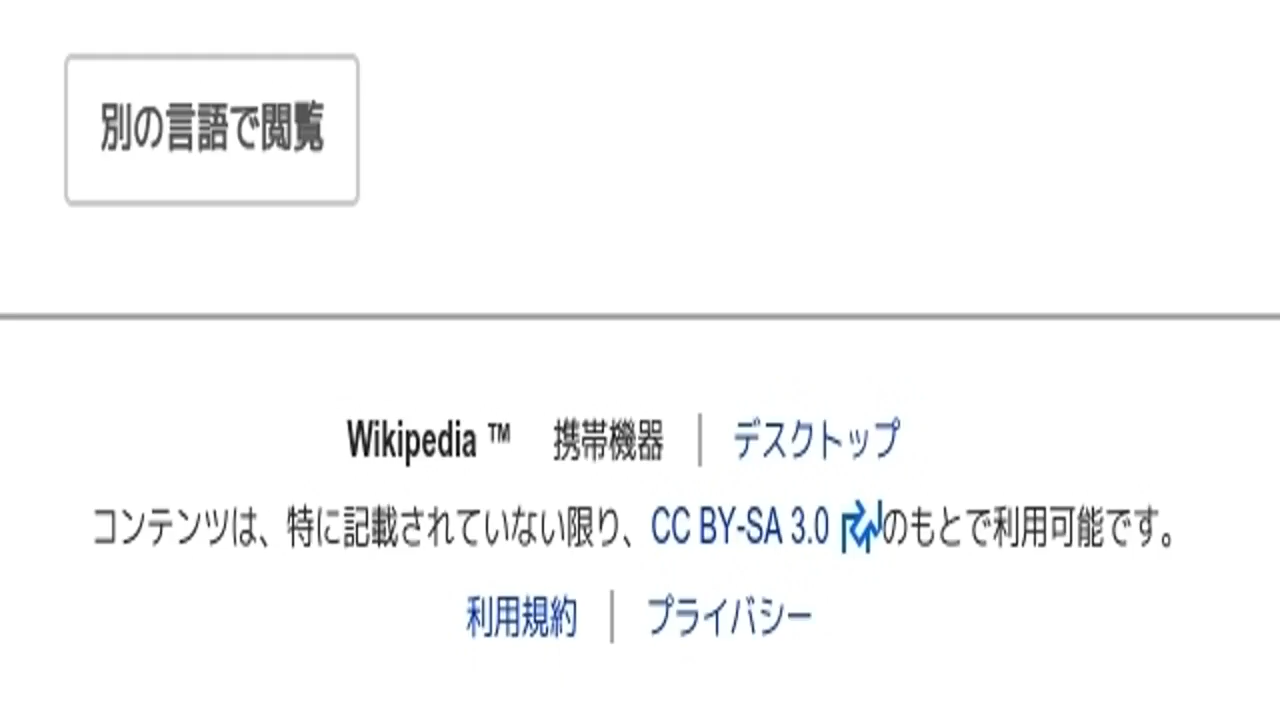 別の言語で閲覧
Wikipedia ™ 携帯機器 | デスクトップ
コンテンツは、特に記載されていない限り、CC BY-SA 3.0 のもとで利用可能です。
利用規約 | プライバシー